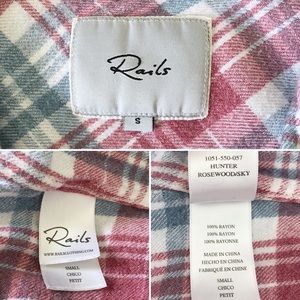 Rails
S
Rails
WWW.RAILSCLOTHING.COM
SMALL
CHICO
PETIT
1051-550-057
HUNTER
ROSEWOODSKY
100% RAYON
100% RAYON
100% RAYONNE
MADE IN CHINA
HECHO EN CHINA
FABRIQUÉ EN CHINE
SMALL
CHICO
PETIT